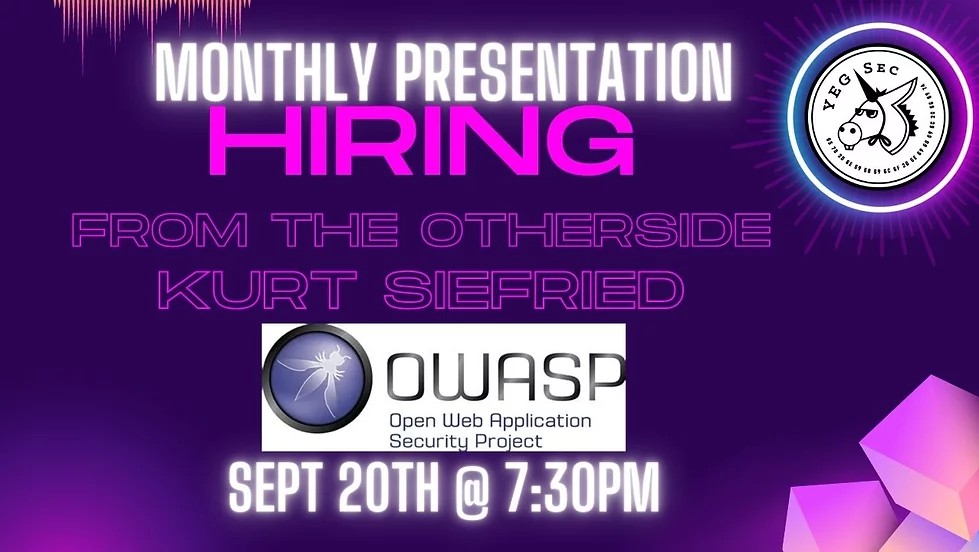 MONTHLY PRESENTATION
HIRING
YEG SEC
FROM THE OTHERSIDE
KURT SIEFRIED
OWASP
Open Web Application
Security Project
SEPT 20TH @ 7:30PM